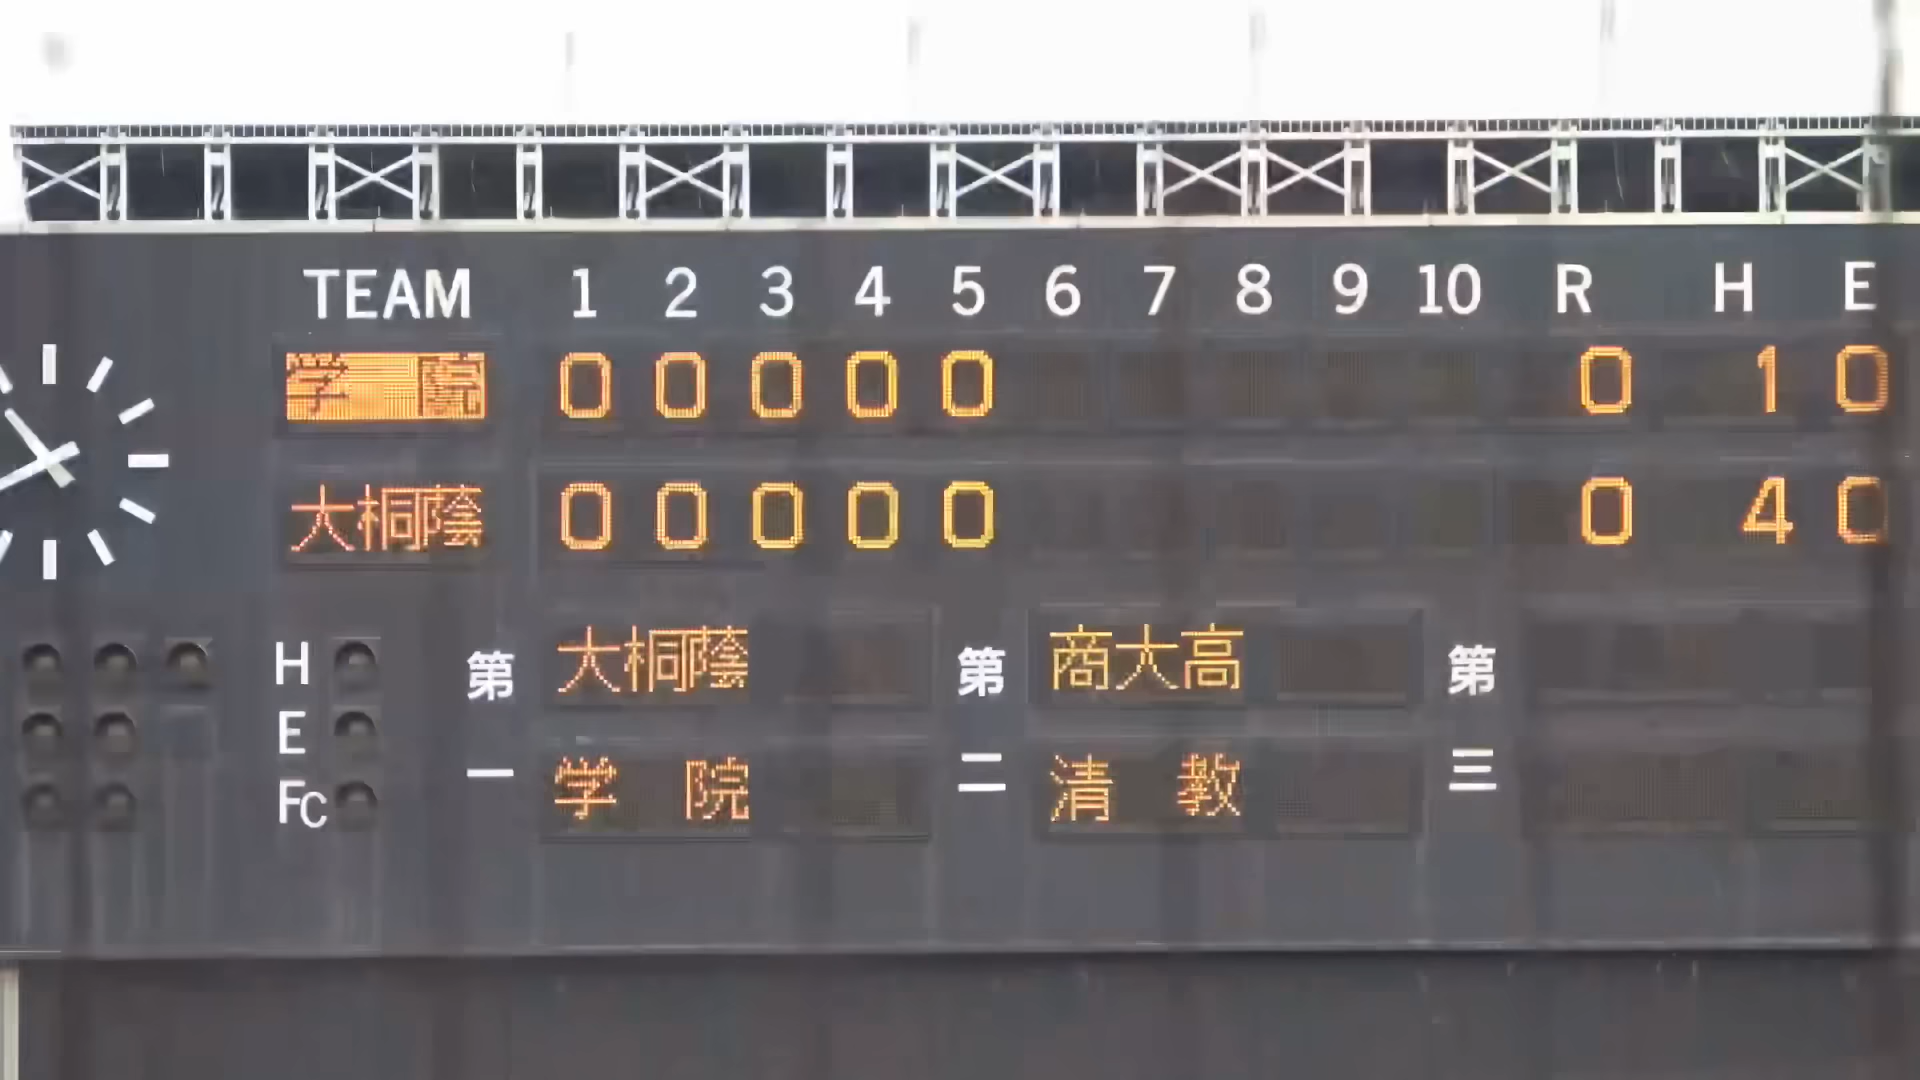 TEAM 1 2 3 4 5 6 7 8 9 10 R H E
学院 0 0 0 0 0 0 1 0
大桐蔭 0 0 0 0 0 0 4 0
H 第一 大桐蔭 第二 商大高 第三
E
FC 学院 清教